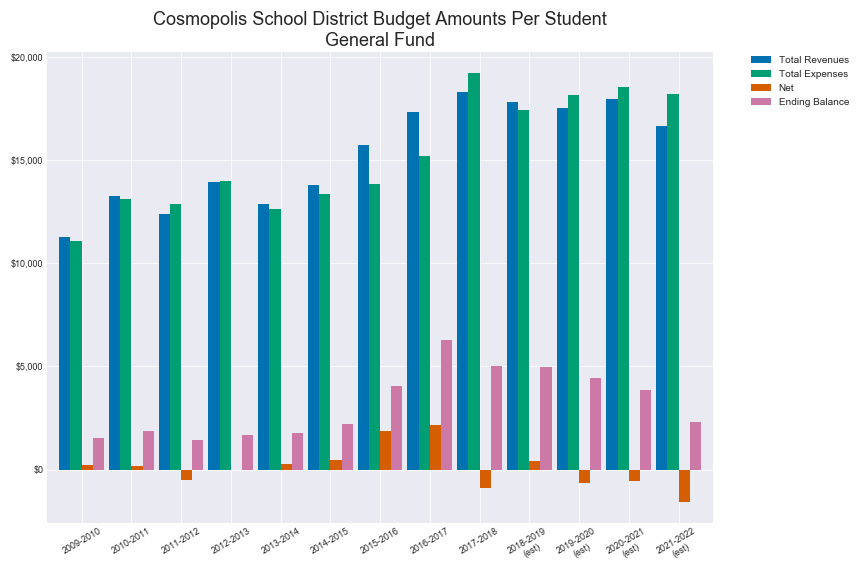 Cosmopolis School District Budget Amounts Per Student
General Fund
Total Revenues
Total Expenses
Net
Ending Balance
$20,000
$15,000
$10,000
$5,000
$0
2009-2010
2010-2011
2011-2012
2012-2013
2013-2014
2014-2015
2015-2016
2016-2017
2017-2018
2018-2019
(est)
2019-2020
(est)
2020-2021
(est)
2021-2022
(est)